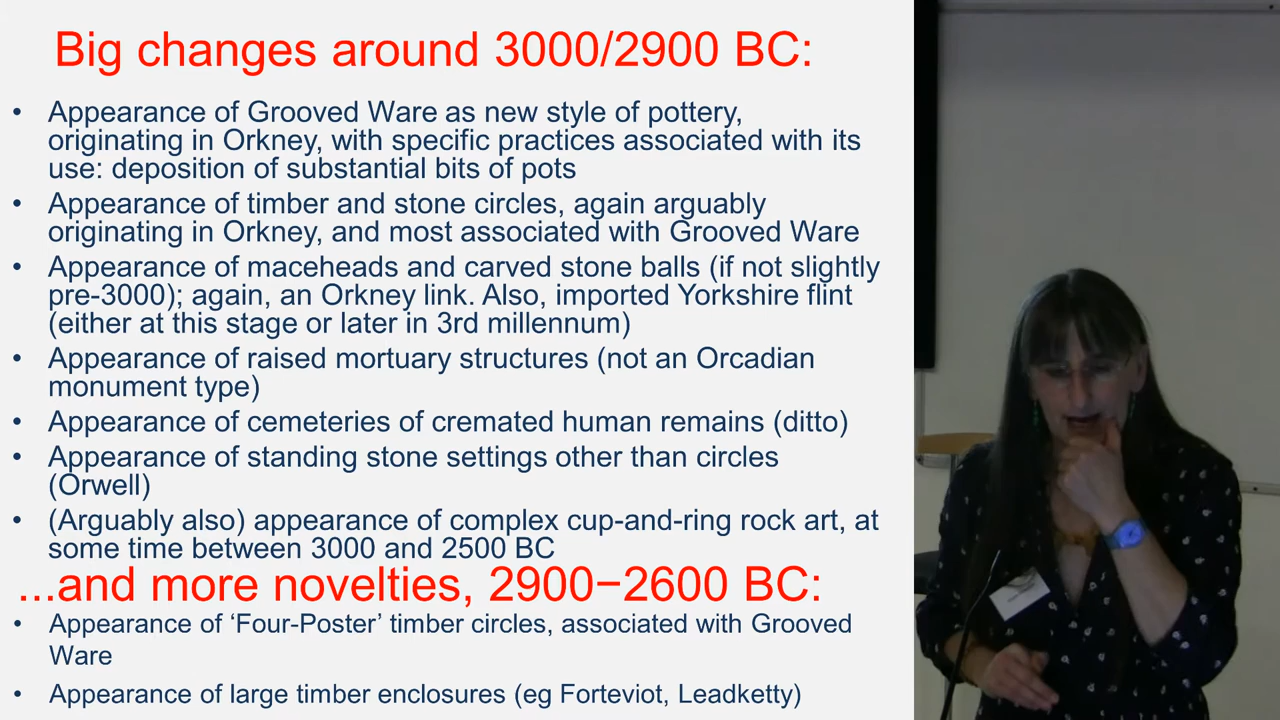 Big changes around 3000/2900 BC:
• Appearance of Grooved Ware as new style of pottery,
originating in Orkney, with specific practices associated with its
use: deposition of substantial bits of pots
• Appearance of timber and stone circles, again arguably
originating in Orkney, and most associated with Grooved Ware
• Appearance of maceheads and carved stone balls (if not slightly
pre-3000); again, an Orkney link. Also, imported Yorkshire flint
(either at this stage or later in 3rd millennum)
• Appearance of raised mortuary structures (not an Orcadian
monument type)
• Appearance of cemeteries of cremated human remains (ditto)
• Appearance of standing stone settings other than circles
(Orwell)
• (Arguably also) appearance of complex cup-and-ring rock art, at
some time between 3000 and 2500 BC
...and more novelties, 2900−2600 BC:
• Appearance of ‘Four-Poster’ timber circles, associated with Grooved
Ware
• Appearance of large timber enclosures (eg Forteviot, Leadketty)